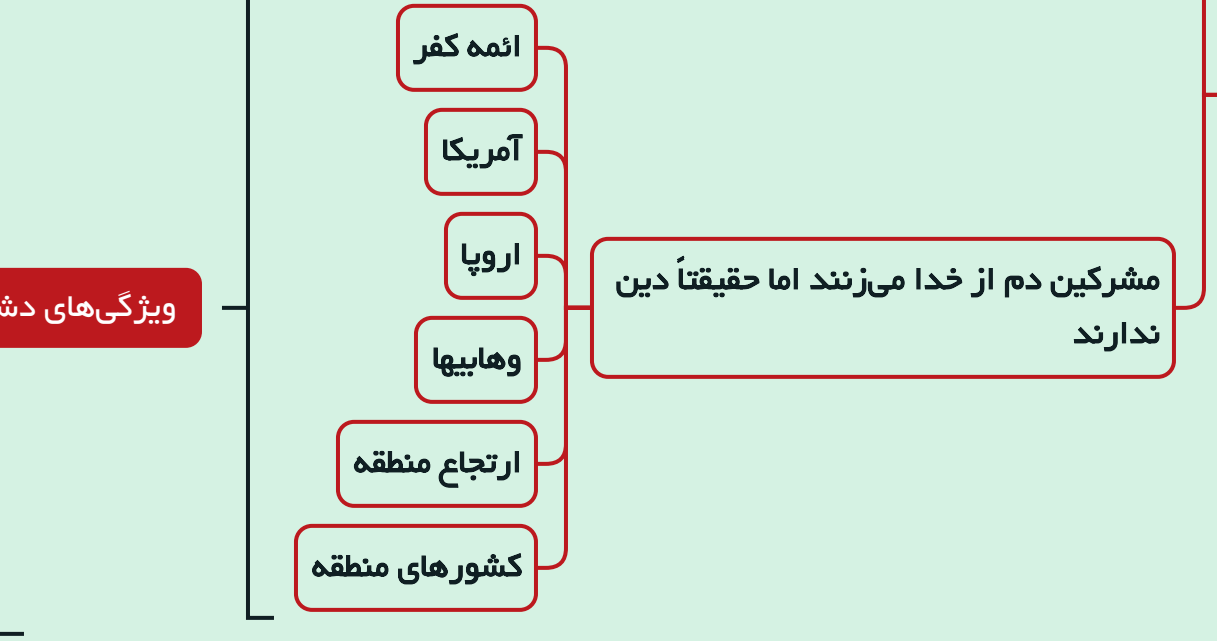 مشرکین دم از خدا می‌زنند اما حقیقتاً دین
ندارند
ائمه کفر
آمریکا
اروپا
وهابیها
ارتجاع منطقه
کشورهای منطقه
ویژگی‌های